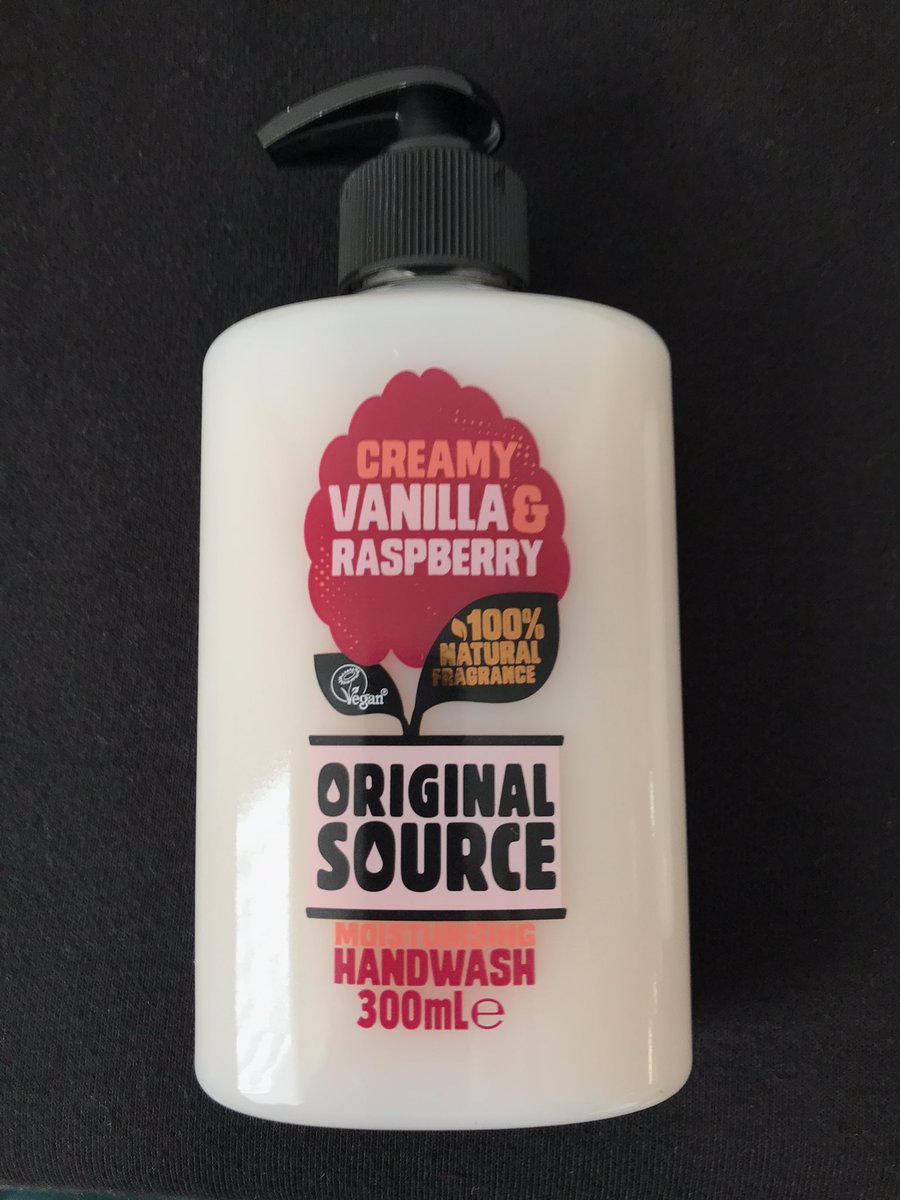 CREAMY
VANILLA &
RASPBERRY
100%
NATURAL
FRAGRANCE
Vegan®
ORIGINAL
SOURCE
MOISTURISING
HANDWASH
300mL℮